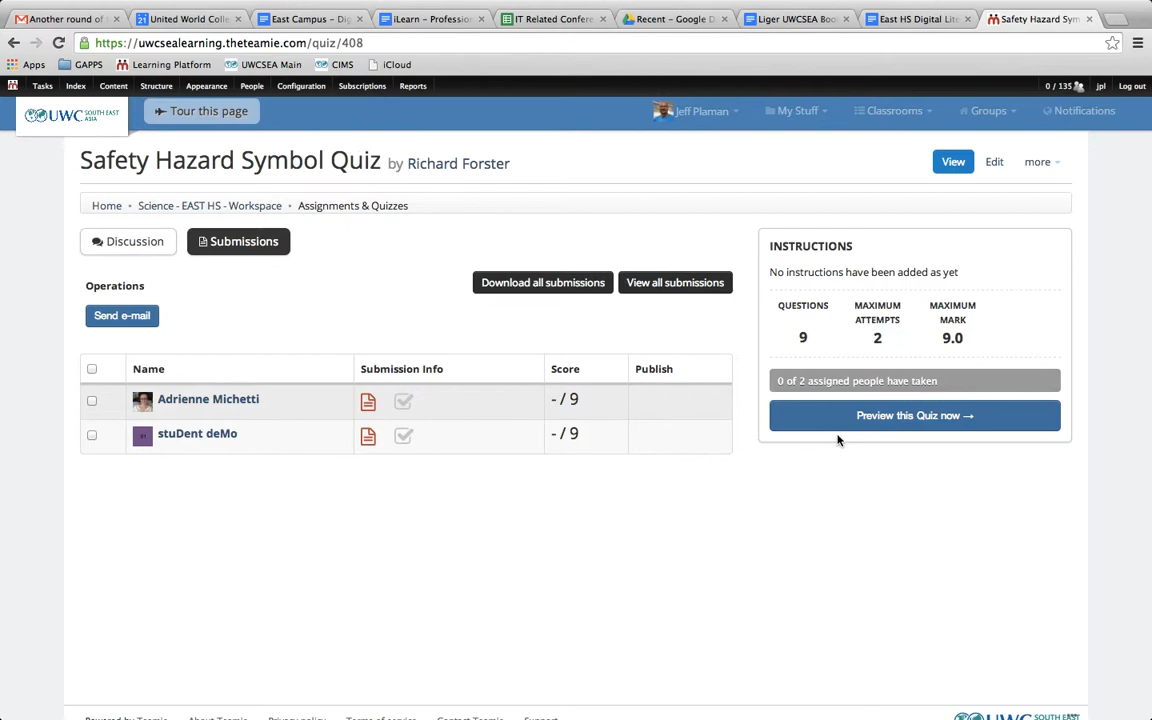 Another round of
United World Colle
East Campus – Dig
iLearn – Profession
IT Related Confere
Recent – Google D
Liger UWCSEA Boo
East HS Digital Lite
Safety Hazard Sym
https://uwcsealearning.theteamie.com/quiz/408
Apps GAPPS Learning Platform UWCSEA Main CIMS iCloud
Tasks Index Content Structure Appearance People Configuration Subscriptions Reports 0 / 135 jpl Log out
UWC SOUTH EAST ASIA Tour this page Jeff Plaman My Stuff Classrooms Groups Notifications
Safety Hazard Symbol Quiz by Richard Forster View Edit more
Home • Science - EAST HS - Workspace • Assignments & Quizzes
Discussion Submissions
Operations
Download all submissions View all submissions
Send e-mail
Name Submission Info Score Publish
Adrienne Michetti - / 9
stuDent deMo - / 9
INSTRUCTIONS
No instructions have been added as yet
QUESTIONS
9
MAXIMUM
ATTEMPTS
2
MAXIMUM
MARK
9.0
0 of 2 assigned people have taken
Preview this Quiz now →
Powered by Teamie About Teamie Privacy policy Terms of service Contact Teamie Support
UWC SOUTH EAST